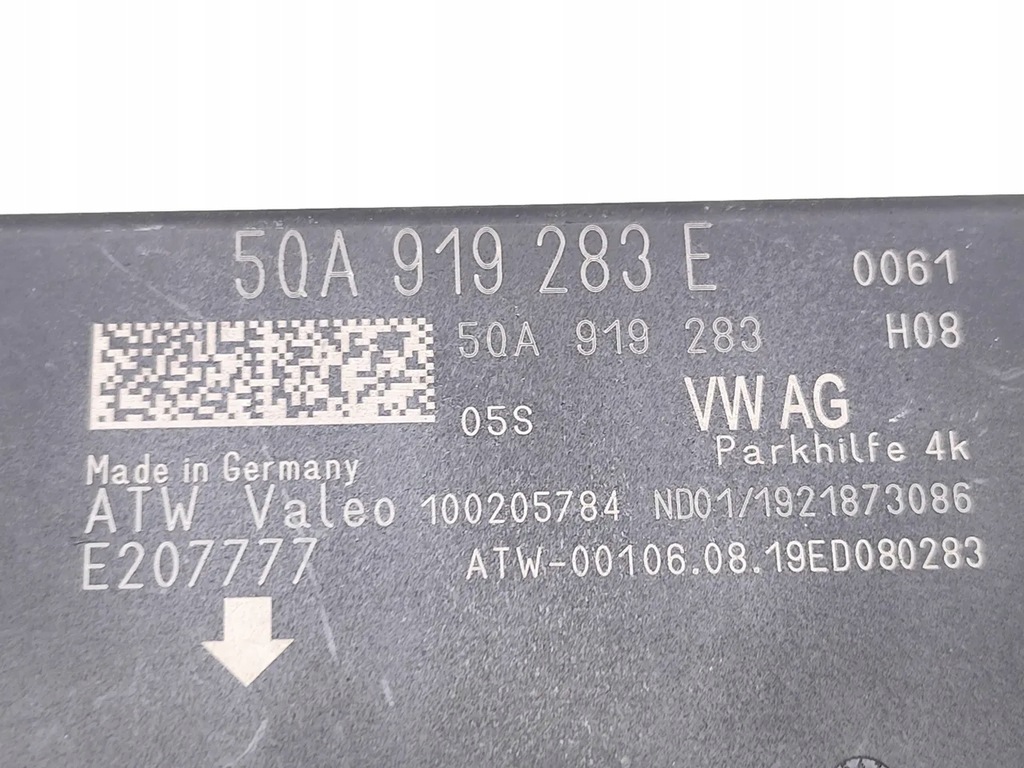 5QA 919 283 E 0061
5QA 919 283 H08
05S VW AG
Parkhilfe 4k
Made in Germany
ATW Valeo 100205784 ND01/1921873086
E207777 ATW-00106.08.19ED080283